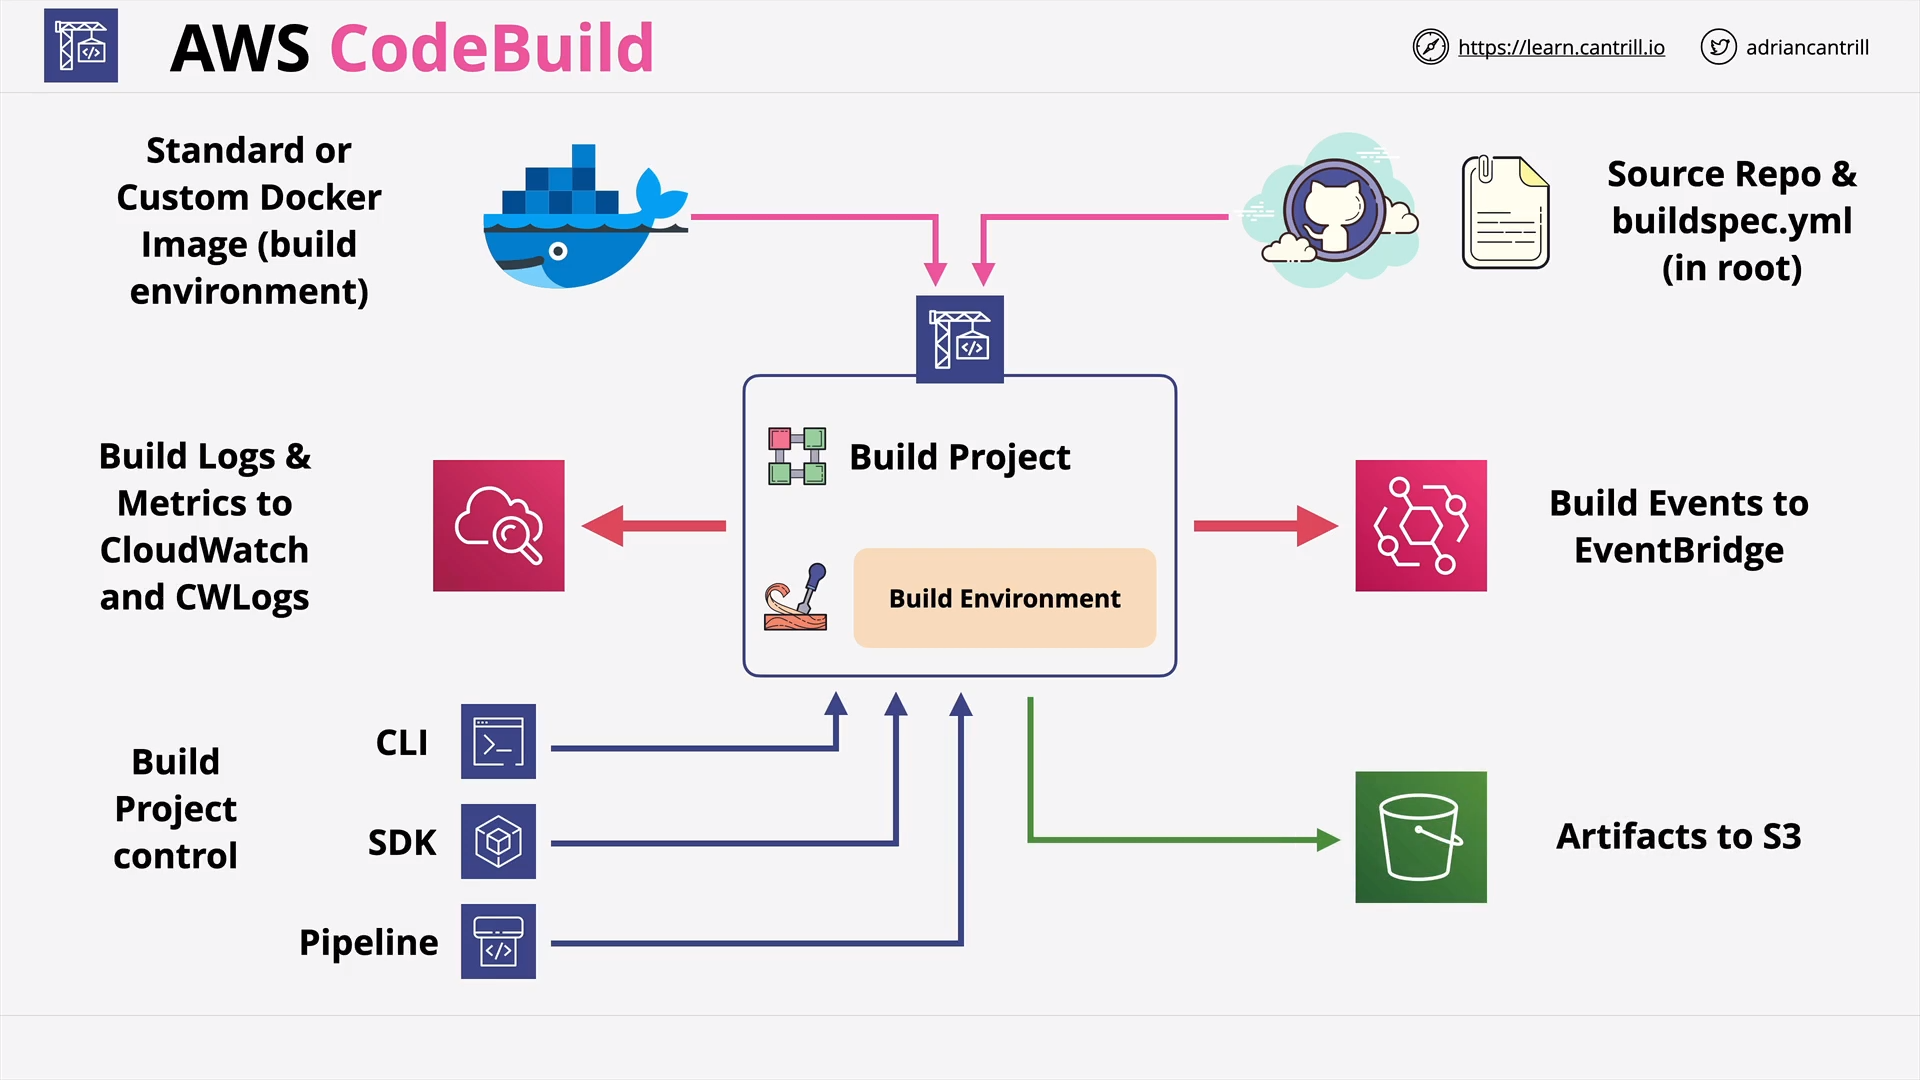 AWS CodeBuild
https://learn.cantrill.io
adriancantrill
Standard or
Custom Docker
Image (build
environment)
Source Repo &
buildspec.yml
(in root)
Build Project
Build Environment
Build Logs &
Metrics to
CloudWatch
and CWLogs
Build Events to
EventBridge
Build
Project
control
CLI
SDK
Pipeline
Artifacts to S3